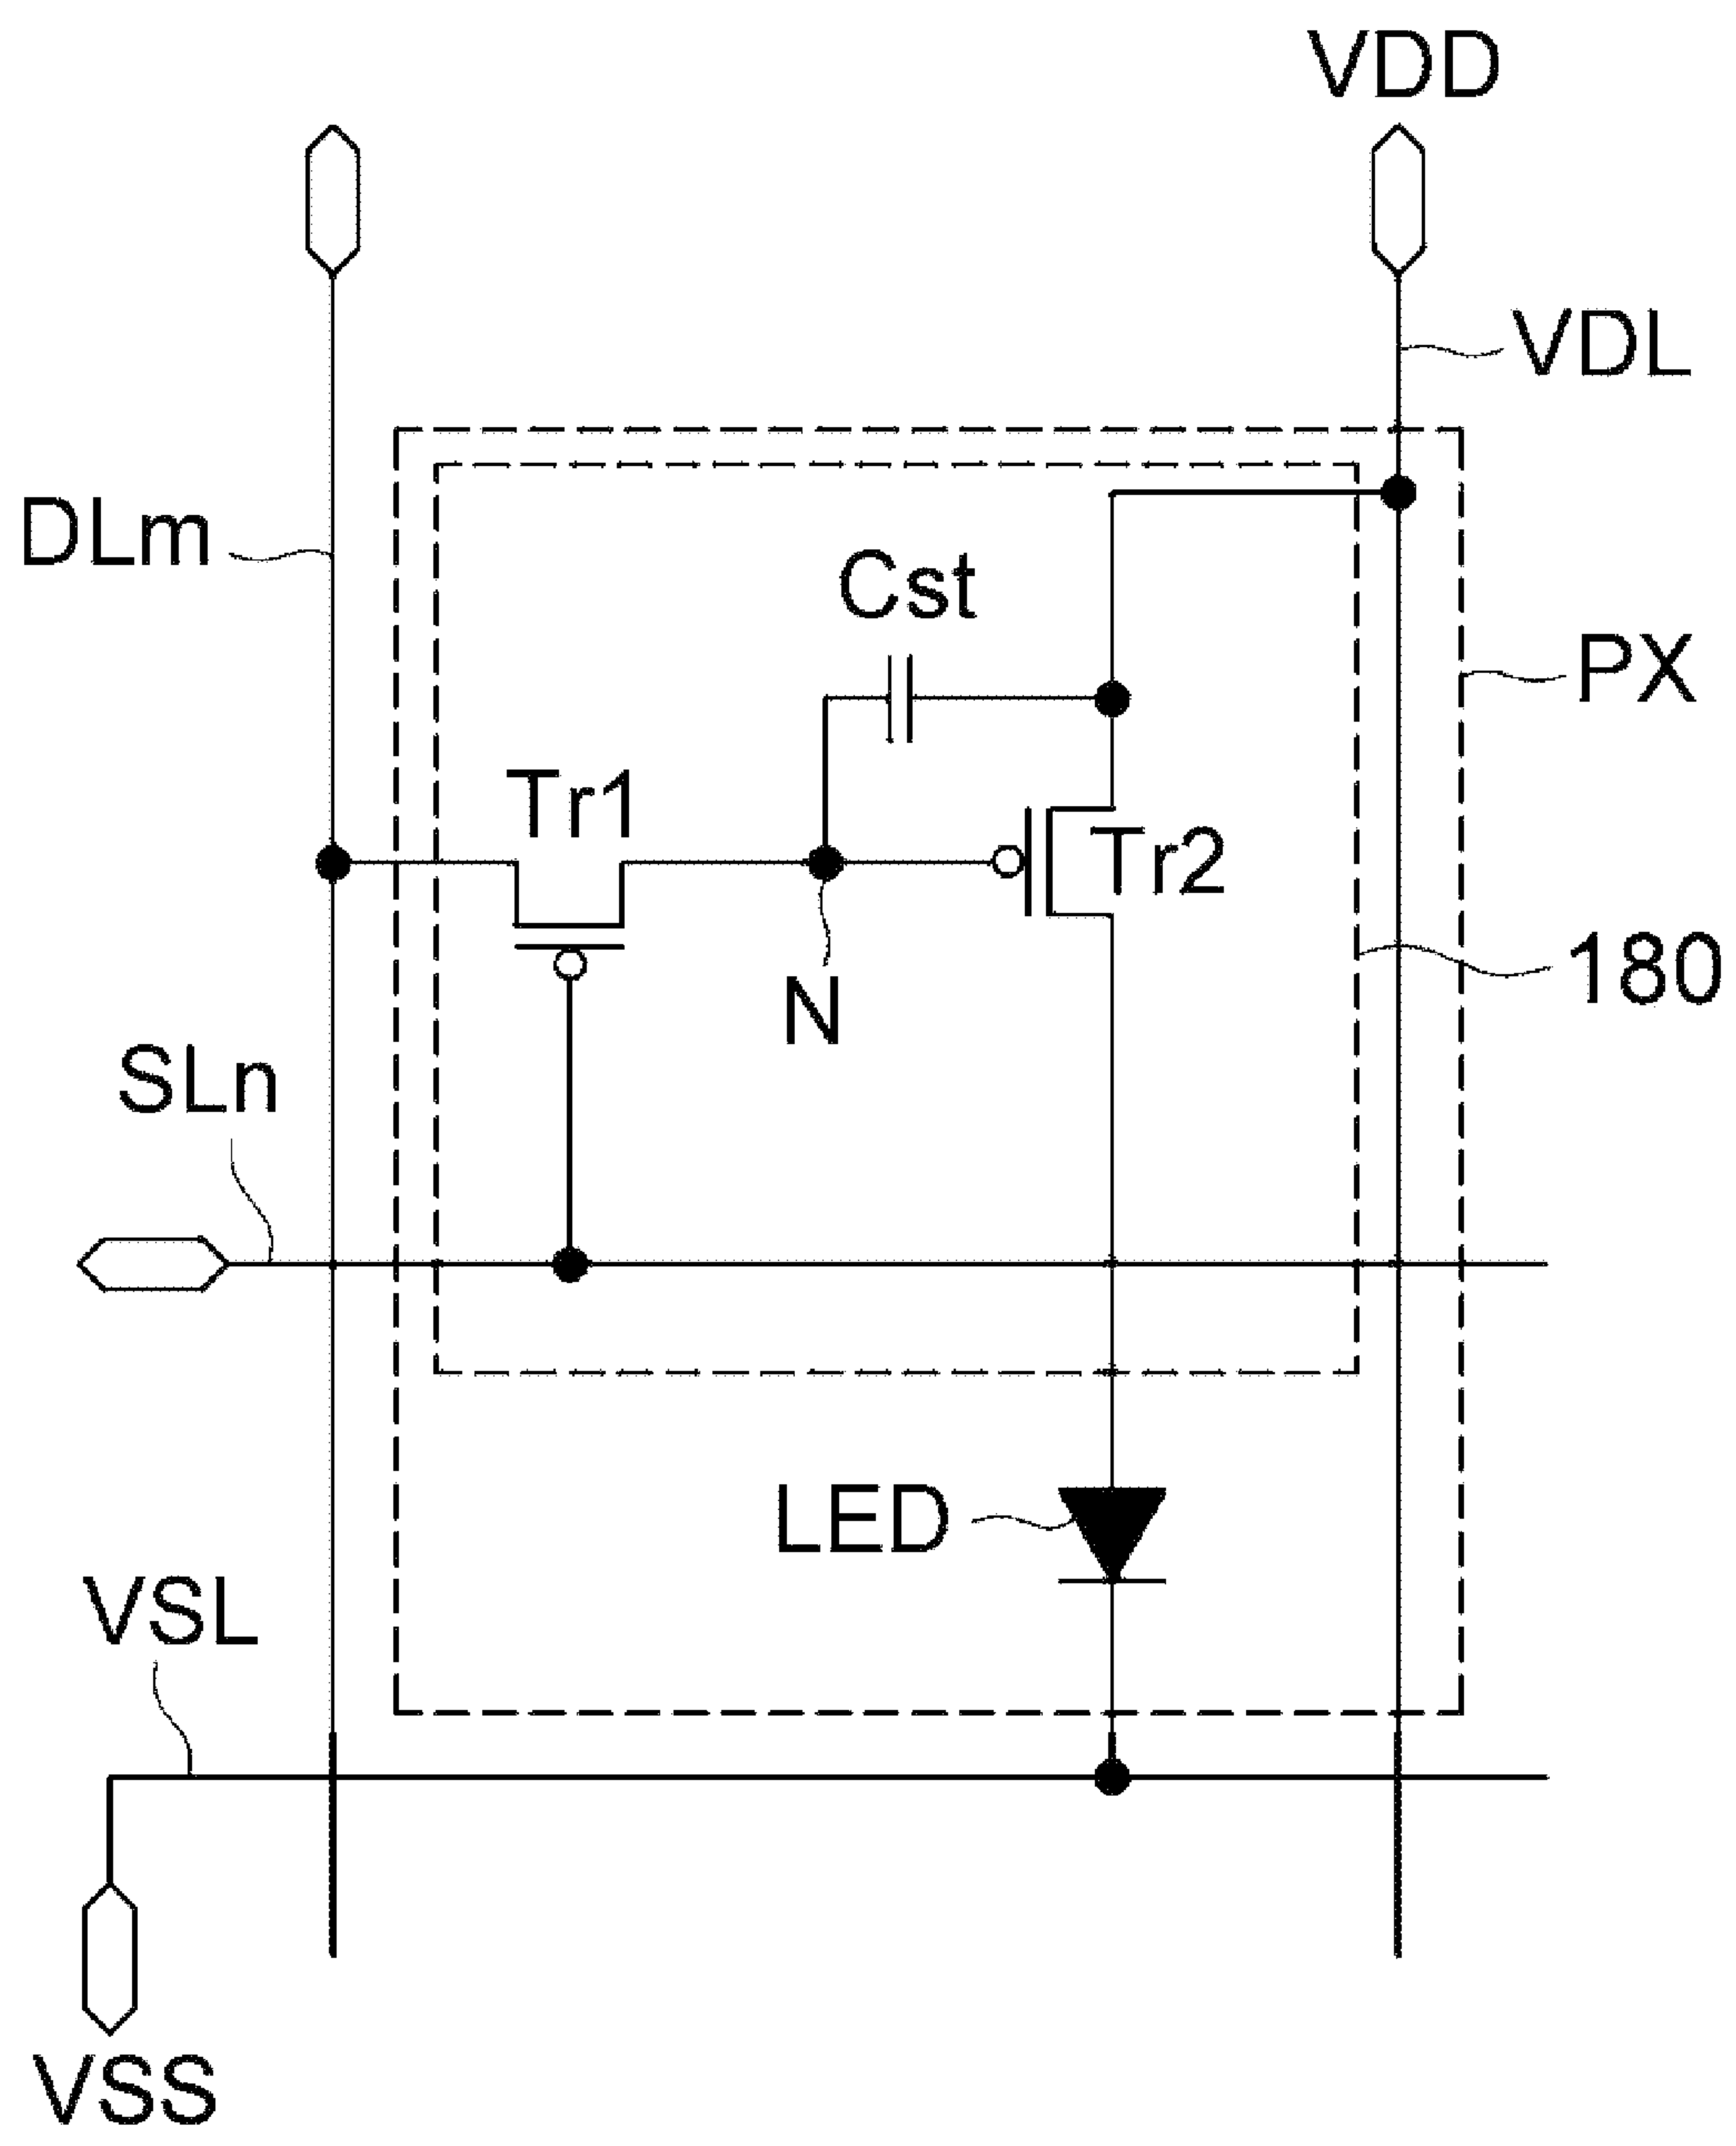 VDD
VDL
DLm
Cst
PX
Tr1
Tr2
180
N
SLn
LED
VSL
VSS